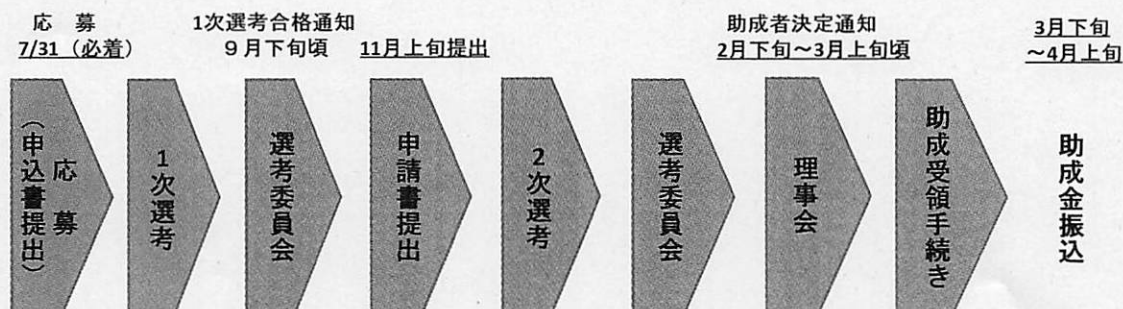 応　募
7/31（必着）
1次選考合格通知
９月下旬頃
11月上旬提出
助成者決定通知
2月下旬～3月上旬頃
3月下旬
～4月上旬
応　募
（申込書提出）
1次選考
選考委員会
申請書提出
2次選考
選考委員会
理事会
助成受領手続き
助成金振込